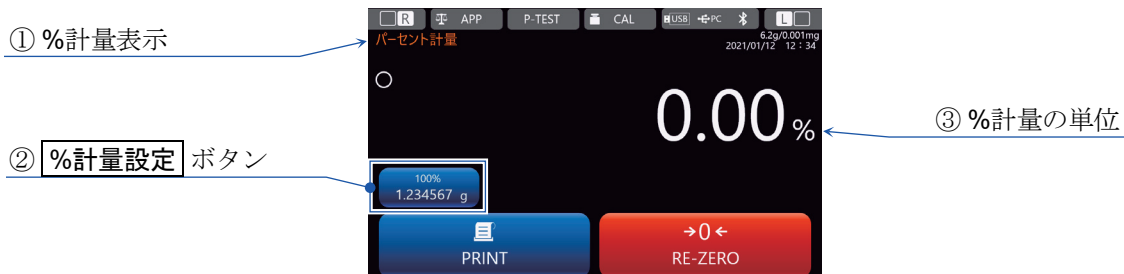 ① %計量表示
② %計量設定 ボタン
R APP P-TEST CAL USB PC L
パーセント計量
6.2g/0.001mg
2021/01/12 12:34
0.00 %
100%
1.234567 g
PRINT
→0←
RE-ZERO
③ %計量の単位